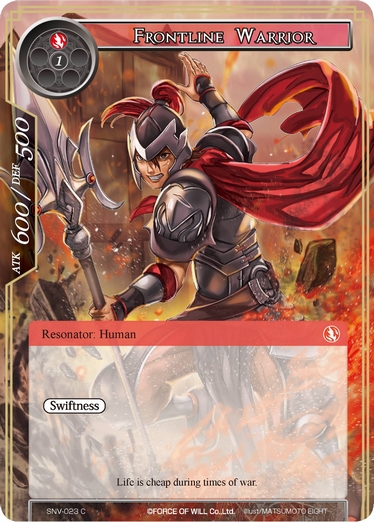 Frontline Warrior
1
ATK 600 / DEF 500
Resonator: Human
Swiftness
Life is cheap during times of war.
SNV-023 C ©FORCE OF WILL Co.,Ltd. Illust/MATSUMOTO EIGHT